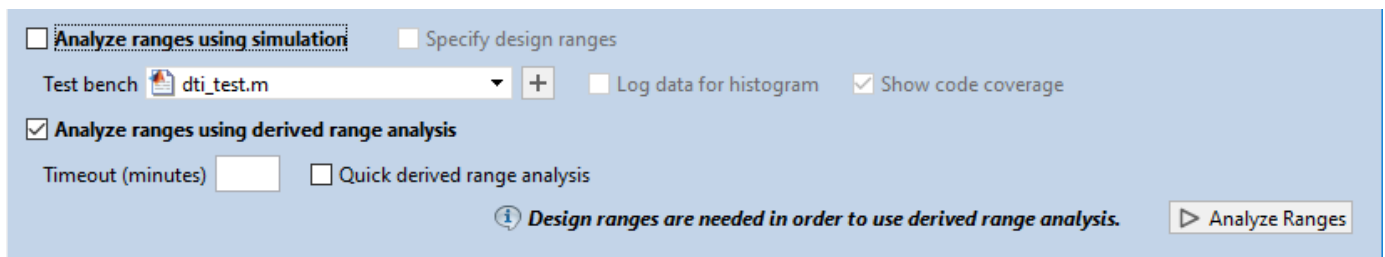 Analyze ranges using simulation Specify design ranges
Test bench dti_test.m + Log data for histogram Show code coverage
Analyze ranges using derived range analysis
Timeout (minutes) Quick derived range analysis
Design ranges are needed in order to use derived range analysis. Analyze Ranges